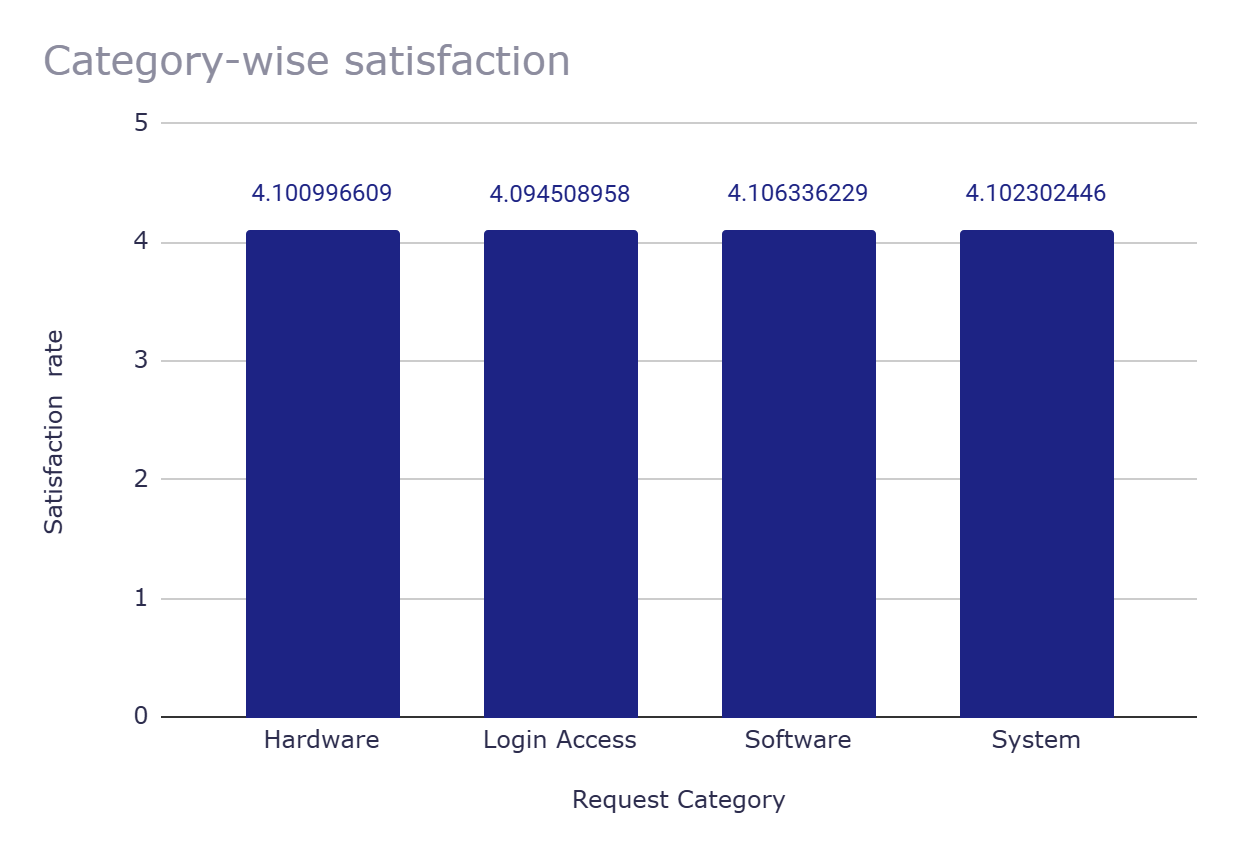 Category-wise satisfaction
5
4.100996609 4.094508958 4.106336229 4.102302446
4
3
2
1
0
Satisfaction rate
Hardware Login Access Software System
Request Category